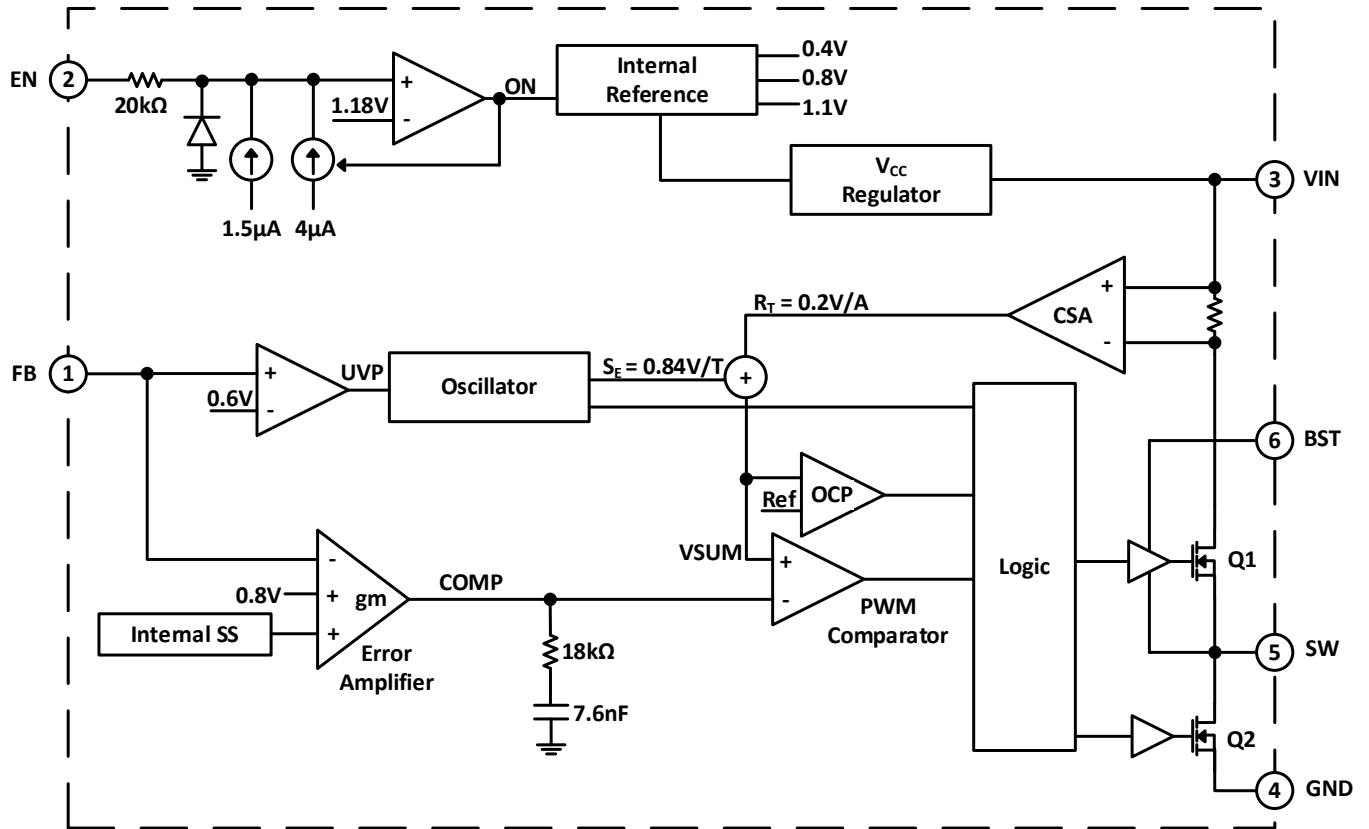 EN
2
20kΩ
1.18V
+
-
ON
Internal
Reference
0.4V
0.8V
1.1V
1.5µA
4µA
VCC
Regulator
3
VIN
RT = 0.2V/A
CSA
+
-
FB
1
0.6V
+
-
UVP
Oscillator
SE = 0.84V/T
+
6
BST
Ref
OCP
VSUM
+
-
PWM
Comparator
Logic
Q1
0.8V
Internal SS
-
+
+
gm
Error
Amplifier
COMP
18kΩ
7.6nF
5
SW
Q2
4
GND